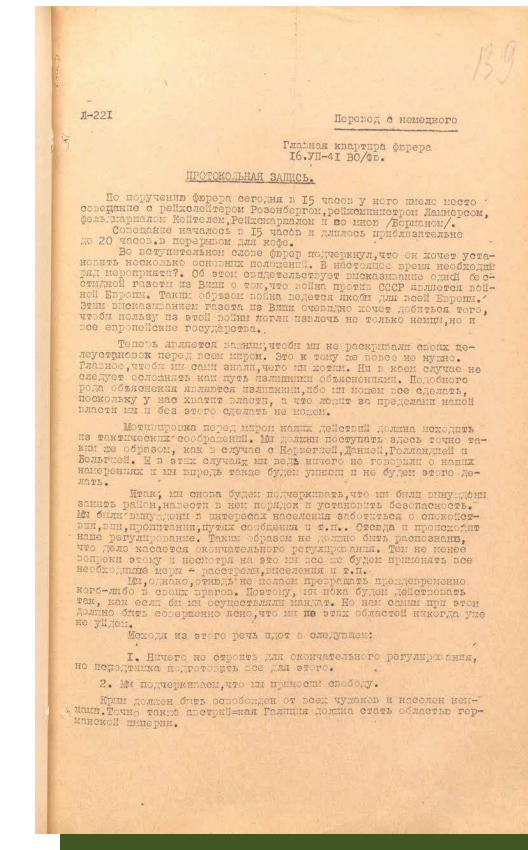 139
Л-221
Перевод с немецкого
Главная квартира фюрера
16.УП-41 ВО/Фв.
ПРОТОКОЛЬНАЯ ЗАПИСЬ.
По поручению фюрера сегодня в 15 часов у него имело место
совещание с рейхслейтером Розенбергом,рейхсминистром Ламмерсом,
фельдмаршалом Кейтелем,Рейхсмаршалом и со мною /Борманом/.
Совещание началось в 15 часов и длилось приблизительно
до 20 часов.в перерывом для кофе.
Во вступительном слове фюрер подчеркнул,что он хочет уста-
новить несколько основных положений. В настоящее время необходим
ряд мероприяти?. Об этом свидетельствует высказывание одной бес-
стыдной газеты из Виши о том,что война против СССР является вой-
ной Европы. Таким образом война ведется якобы для всей Европы.
Этим высказыванием газета из Виши очевидно хочет добиться того,
чтобы пользу из этой войны могли извлечь не только немцы,но и
все европейские государства.
Теперь является важным,чтобы мы не раскрывали своих це-
леустановок перед всем миром. Это к тому же вовсе не нужно.
Главное,чтобы мы сами знали,чего мы хотим. Ни в коем случае не
следует осложнять наш путь излишними объяснениями. Подобного
рода объяснения являются излишними,ибо мы можем все сделать,
поскольку у нас хватит власти, а что лежит за пределами нашей
власти мы и без этого сделать не можем.
Мотивировка перед миром наших действий должна исходить
из тактических соображений. Мы должны поступать здесь точно та-
ким же образом, как в случае с Норвегией,Данией,Голландией и
Бельгией. И в этих случаях мы ведь ничего не говорили о наших
намерениях и мы впредь также будем умными и не будем этого де-
лать.
Итак, мы снова будем подчеркивать,что мы были вынуждены
занять район,навести в нем порядок и установить безопасность.
Мы были вынуждены в интересах населения заботиться о спокойст-
вии,пропитании,путях сообщения и т.п.. Отсюда и происходит
наше регулирование. Таким образом не должно быть распознано,
что дело касается окончательного регулирования. Тем не менее
вопреки этому и несмотря на это мы все же будем применять все
необходимые меры - расстрелы,выселения и т.п.
Мы,однако,отнюдь не желаем превращать преждевременно
кого-либо в своих врагов. Поэтому, мы пока будем действовать
так, как если бы мы осуществляли мандат. Но нам самим при этом
должно быть совершенно ясно,что мы из этих областей никогда уже
не уйдем.
Исходя из этого речь идет о следующем:
1. Ничего не строить для окончательного регулирования,
но исподтишка подготовить все для этого.
2. Мы подчеркиваем,что мы приносим свободу.
Крым должен быть освобожден от всех чужаков и населен нем-
цами.Точно также австрий=кая Галиция должна стать областью гер-
манской империи.